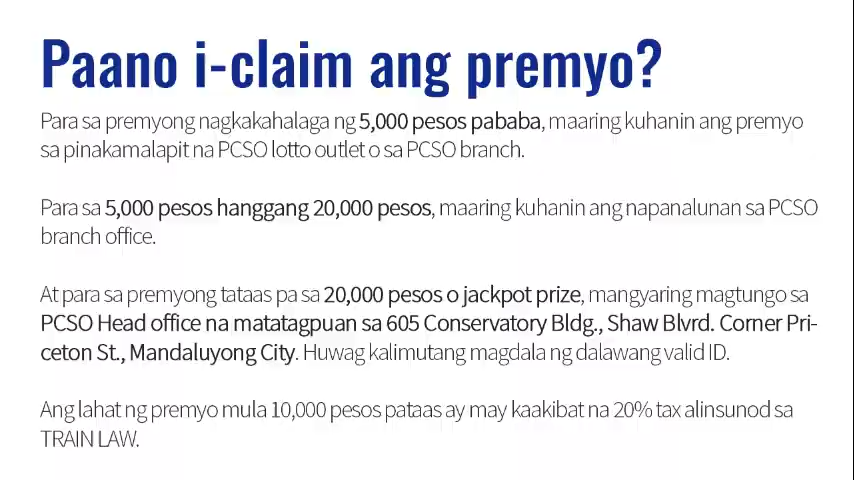 Paano i-claim ang premyo?
Para sa premyong nagkakahalaga ng 5,000 pesos pababa, maaring kuhanin ang premyo
sa pinakamalapit na PCSO lotto outlet o sa PCSO branch.
Para sa 5,000 pesos hanggang 20,000 pesos, maaring kuhanin ang napanalunan sa PCSO
branch office.
At para sa premyong tataas pa sa 20,000 pesos o jackpot prize, mangyaring magtungo sa
PCSO Head office na matatagpuan sa 605 Conservatory Bldg., Shaw Blvrd. Corner Pri-
ceton St., Mandaluyong City. Huwag kalimutang magdala ng dalawang valid ID.
Ang lahat ng premyo mula 10,000 pesos pataas ay may kaakibat na 20% tax alinsunod sa
TRAIN LAW.